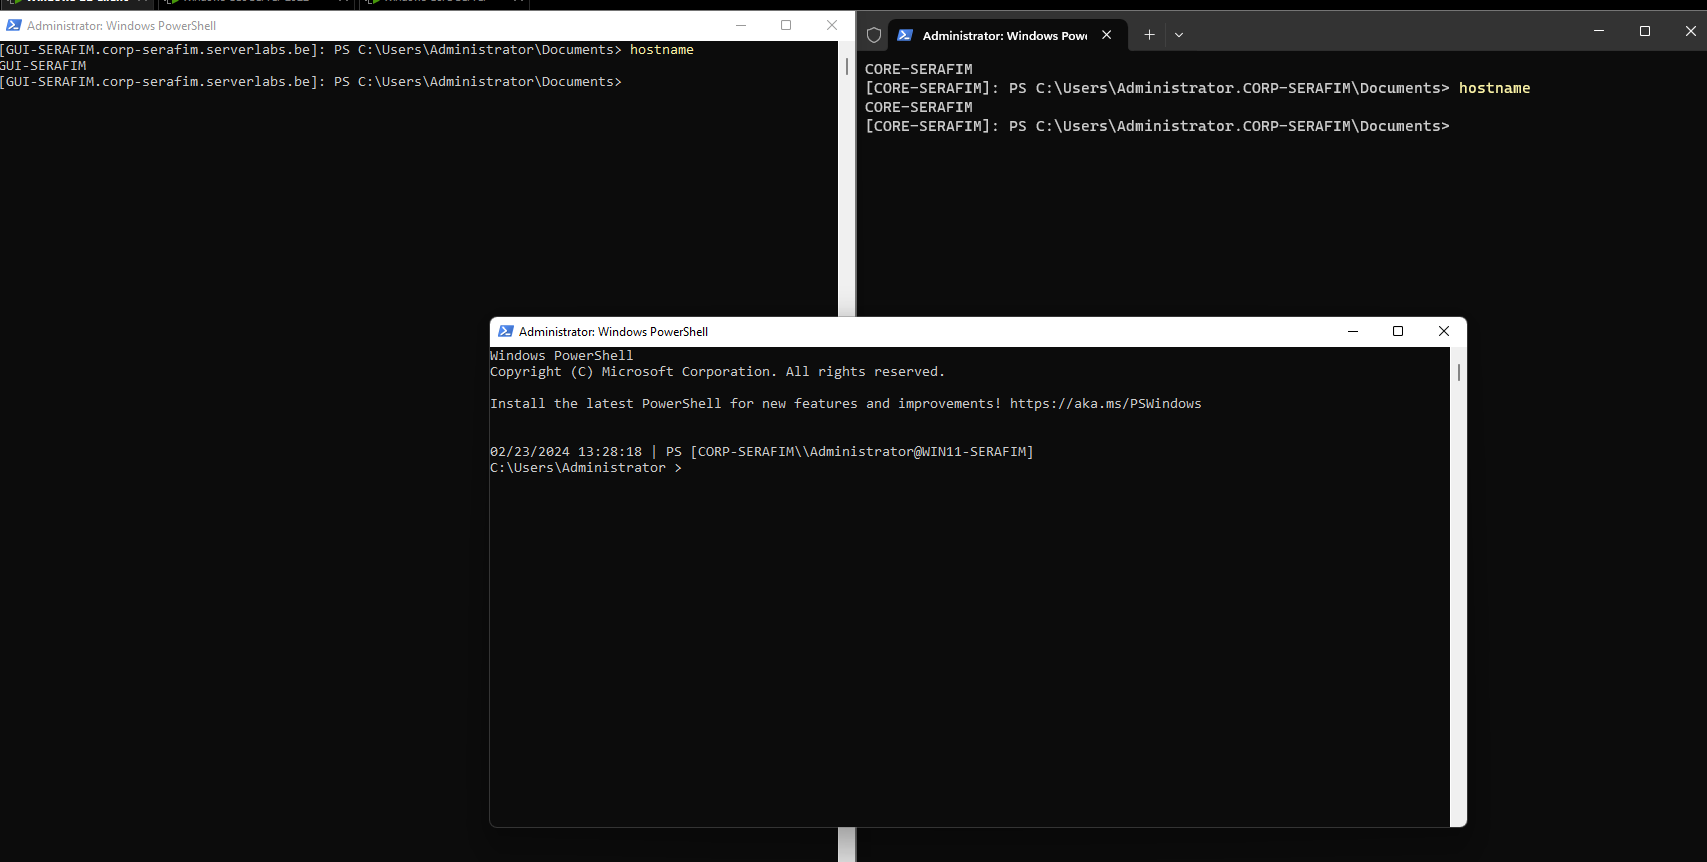 Administrator: Windows PowerShell
[GUI-SERAFIM.corp-serafim.serverlabs.be]: PS C:\Users\Administrator\Documents> hostname
GUI-SERAFIM
[GUI-SERAFIM.corp-serafim.serverlabs.be]: PS C:\Users\Administrator\Documents>
Administrator: Windows Pow
CORE-SERAFIM
[CORE-SERAFIM]: PS C:\Users\Administrator.CORP-SERAFIM\Documents> hostname
CORE-SERAFIM
[CORE-SERAFIM]: PS C:\Users\Administrator.CORP-SERAFIM\Documents>
Administrator: Windows PowerShell
Windows PowerShell
Copyright (C) Microsoft Corporation. All rights reserved.
Install the latest PowerShell for new features and improvements! https://aka.ms/PSWindows
02/23/2024 13:28:18 | PS [CORP-SERAFIM\\Administrator@WIN11-SERAFIM]
C:\Users\Administrator >